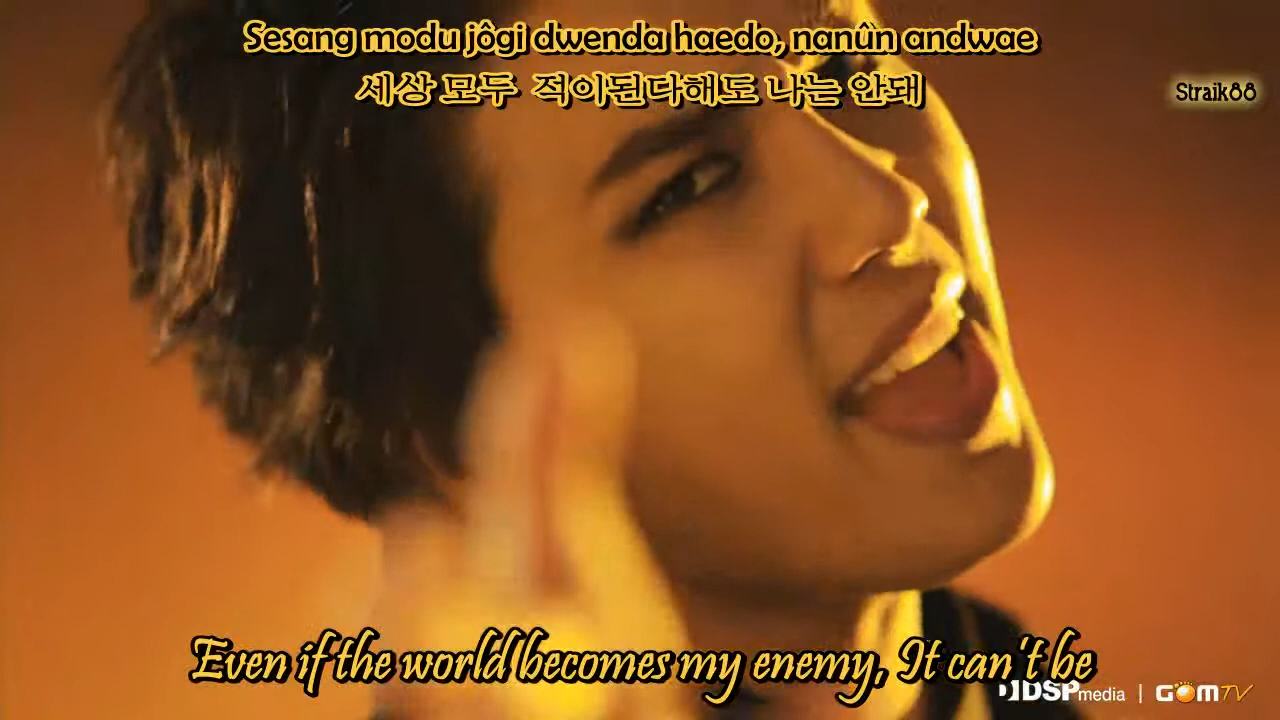 Sesang modu jôgi dwenda haedo, nanûn andwae
세상 모두 적이된다해도 나는 안돼
Straik88
Even if the world becomes my enemy, It can't be
DSPmedia | GOMTV